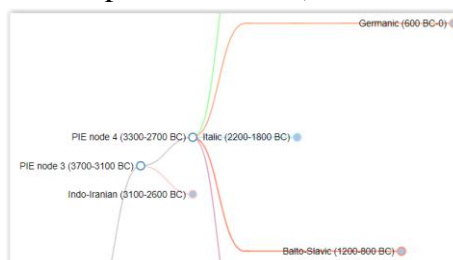 Germanic (600 BC-0)
PIE node 4 (3300-2700 BC) Italic (2200-1800 BC)
PIE node 3 (3700-3100 BC)
Indo-Iranian (3100-2600 BC)
Balto-Slavic (1200-800 BC)